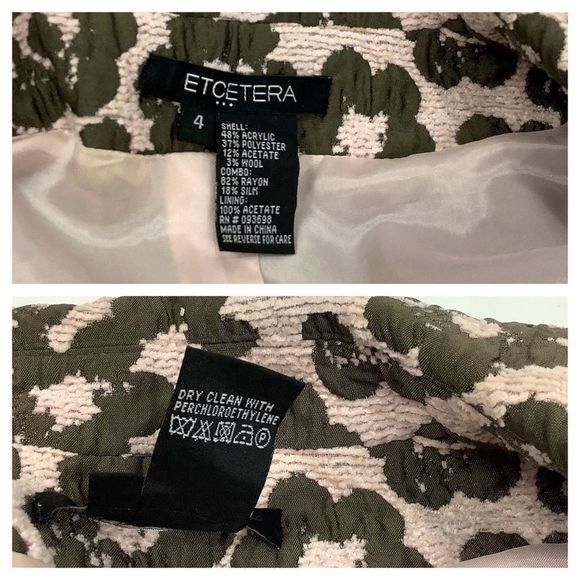 ETCETERA
4
SHELL:
48% ACRYLIC
37% POLYESTER
12% ACETATE
3% WOOL
COMBO:
82% RAYON
18% SILK
LINING:
100% ACETATE
RN # 093698
MADE IN CHINA
SEE REVERSE FOR CARE
DRY CLEAN WITH
PERCHLOROETHYLENE
P